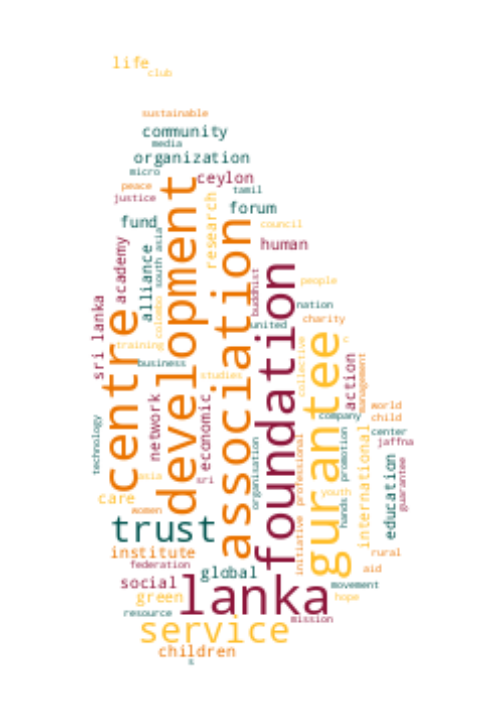 life
club
sustainable
community
media
organization
micro
ceylon
peace
tamil
justice
forum
fund
research
council
development
south asia
human
association
academy
alliance
buddhist
foundation
people
sri lanka
colombo
nation
charity
united
centre
training
gurantee
c
collective
business
studies
action
management
network
economic
world
company
child
technology
center
jaffna
professional
promotion
international
organisation
asia
sri
education
guarantee
care
youth
women
hands
trust
initiative
institute
rural
federation
global
aid
social
lanka
movement
green
hope
resource
mission
service
children
s